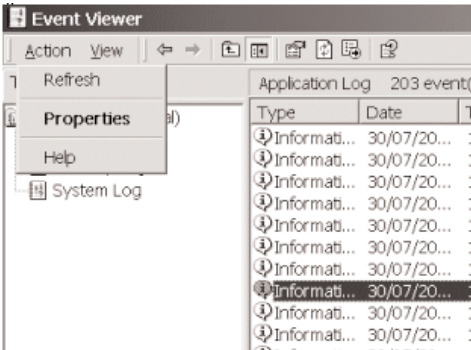 Event Viewer
Action View
Refresh
Properties
Help
al)
System Log
Application Log 203 event(
Type Date
Informati... 30/07/20...
Informati... 30/07/20...
Informati... 30/07/20...
Informati... 30/07/20...
Informati... 30/07/20...
Informati... 30/07/20...
Informati... 30/07/20...
Informati... 30/07/20...
Informati... 30/07/20...
Informati... 30/07/20...